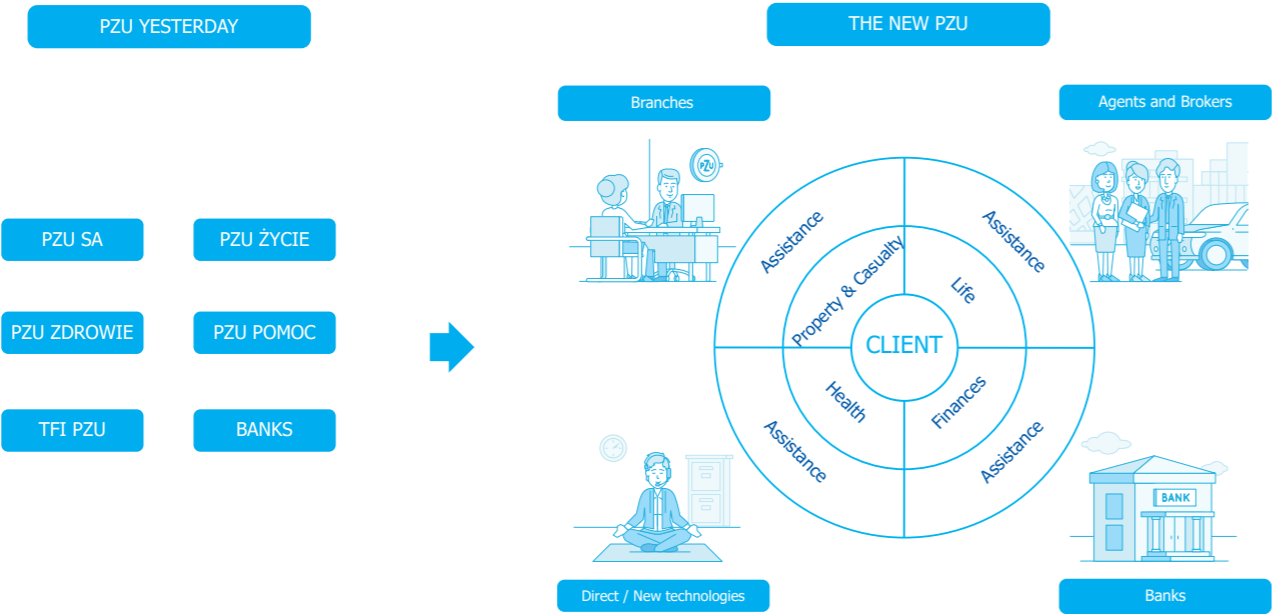 PZU YESTERDAY
PZU SA
PZU ŻYCIE
PZU ZDROWIE
PZU POMOC
TFI PZU
BANKS
THE NEW PZU
Branches
Agents and Brokers
PZU
Assistance
Assistance
Property & Casualty
Life
CLIENT
Health
Finances
Assistance
Assistance
BANK
Direct / New technologies
Banks